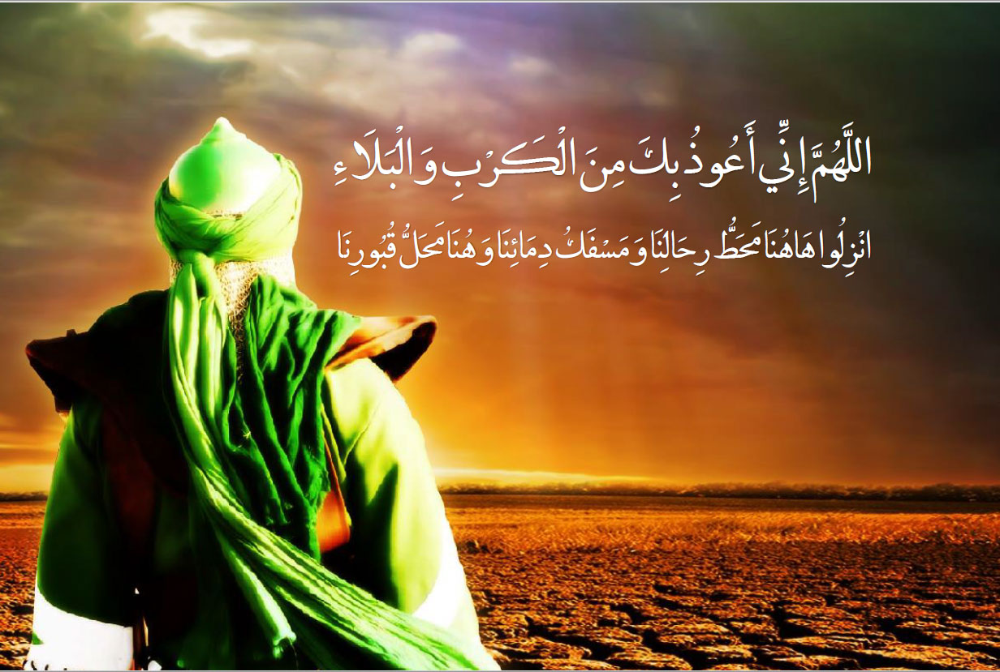 اللَّهُمَّ إِنِّي أَعُوذُ بِكَ مِنَ الْكَرْبِ وَ الْبَلَاءِ
انْزِلُوا هَاهُنَا مَحَطُّ رِحَالِنَا وَ مَسْفَكُ دِمَائِنَا وَ هُنَا مَحَلُّ قُبُورِنَا